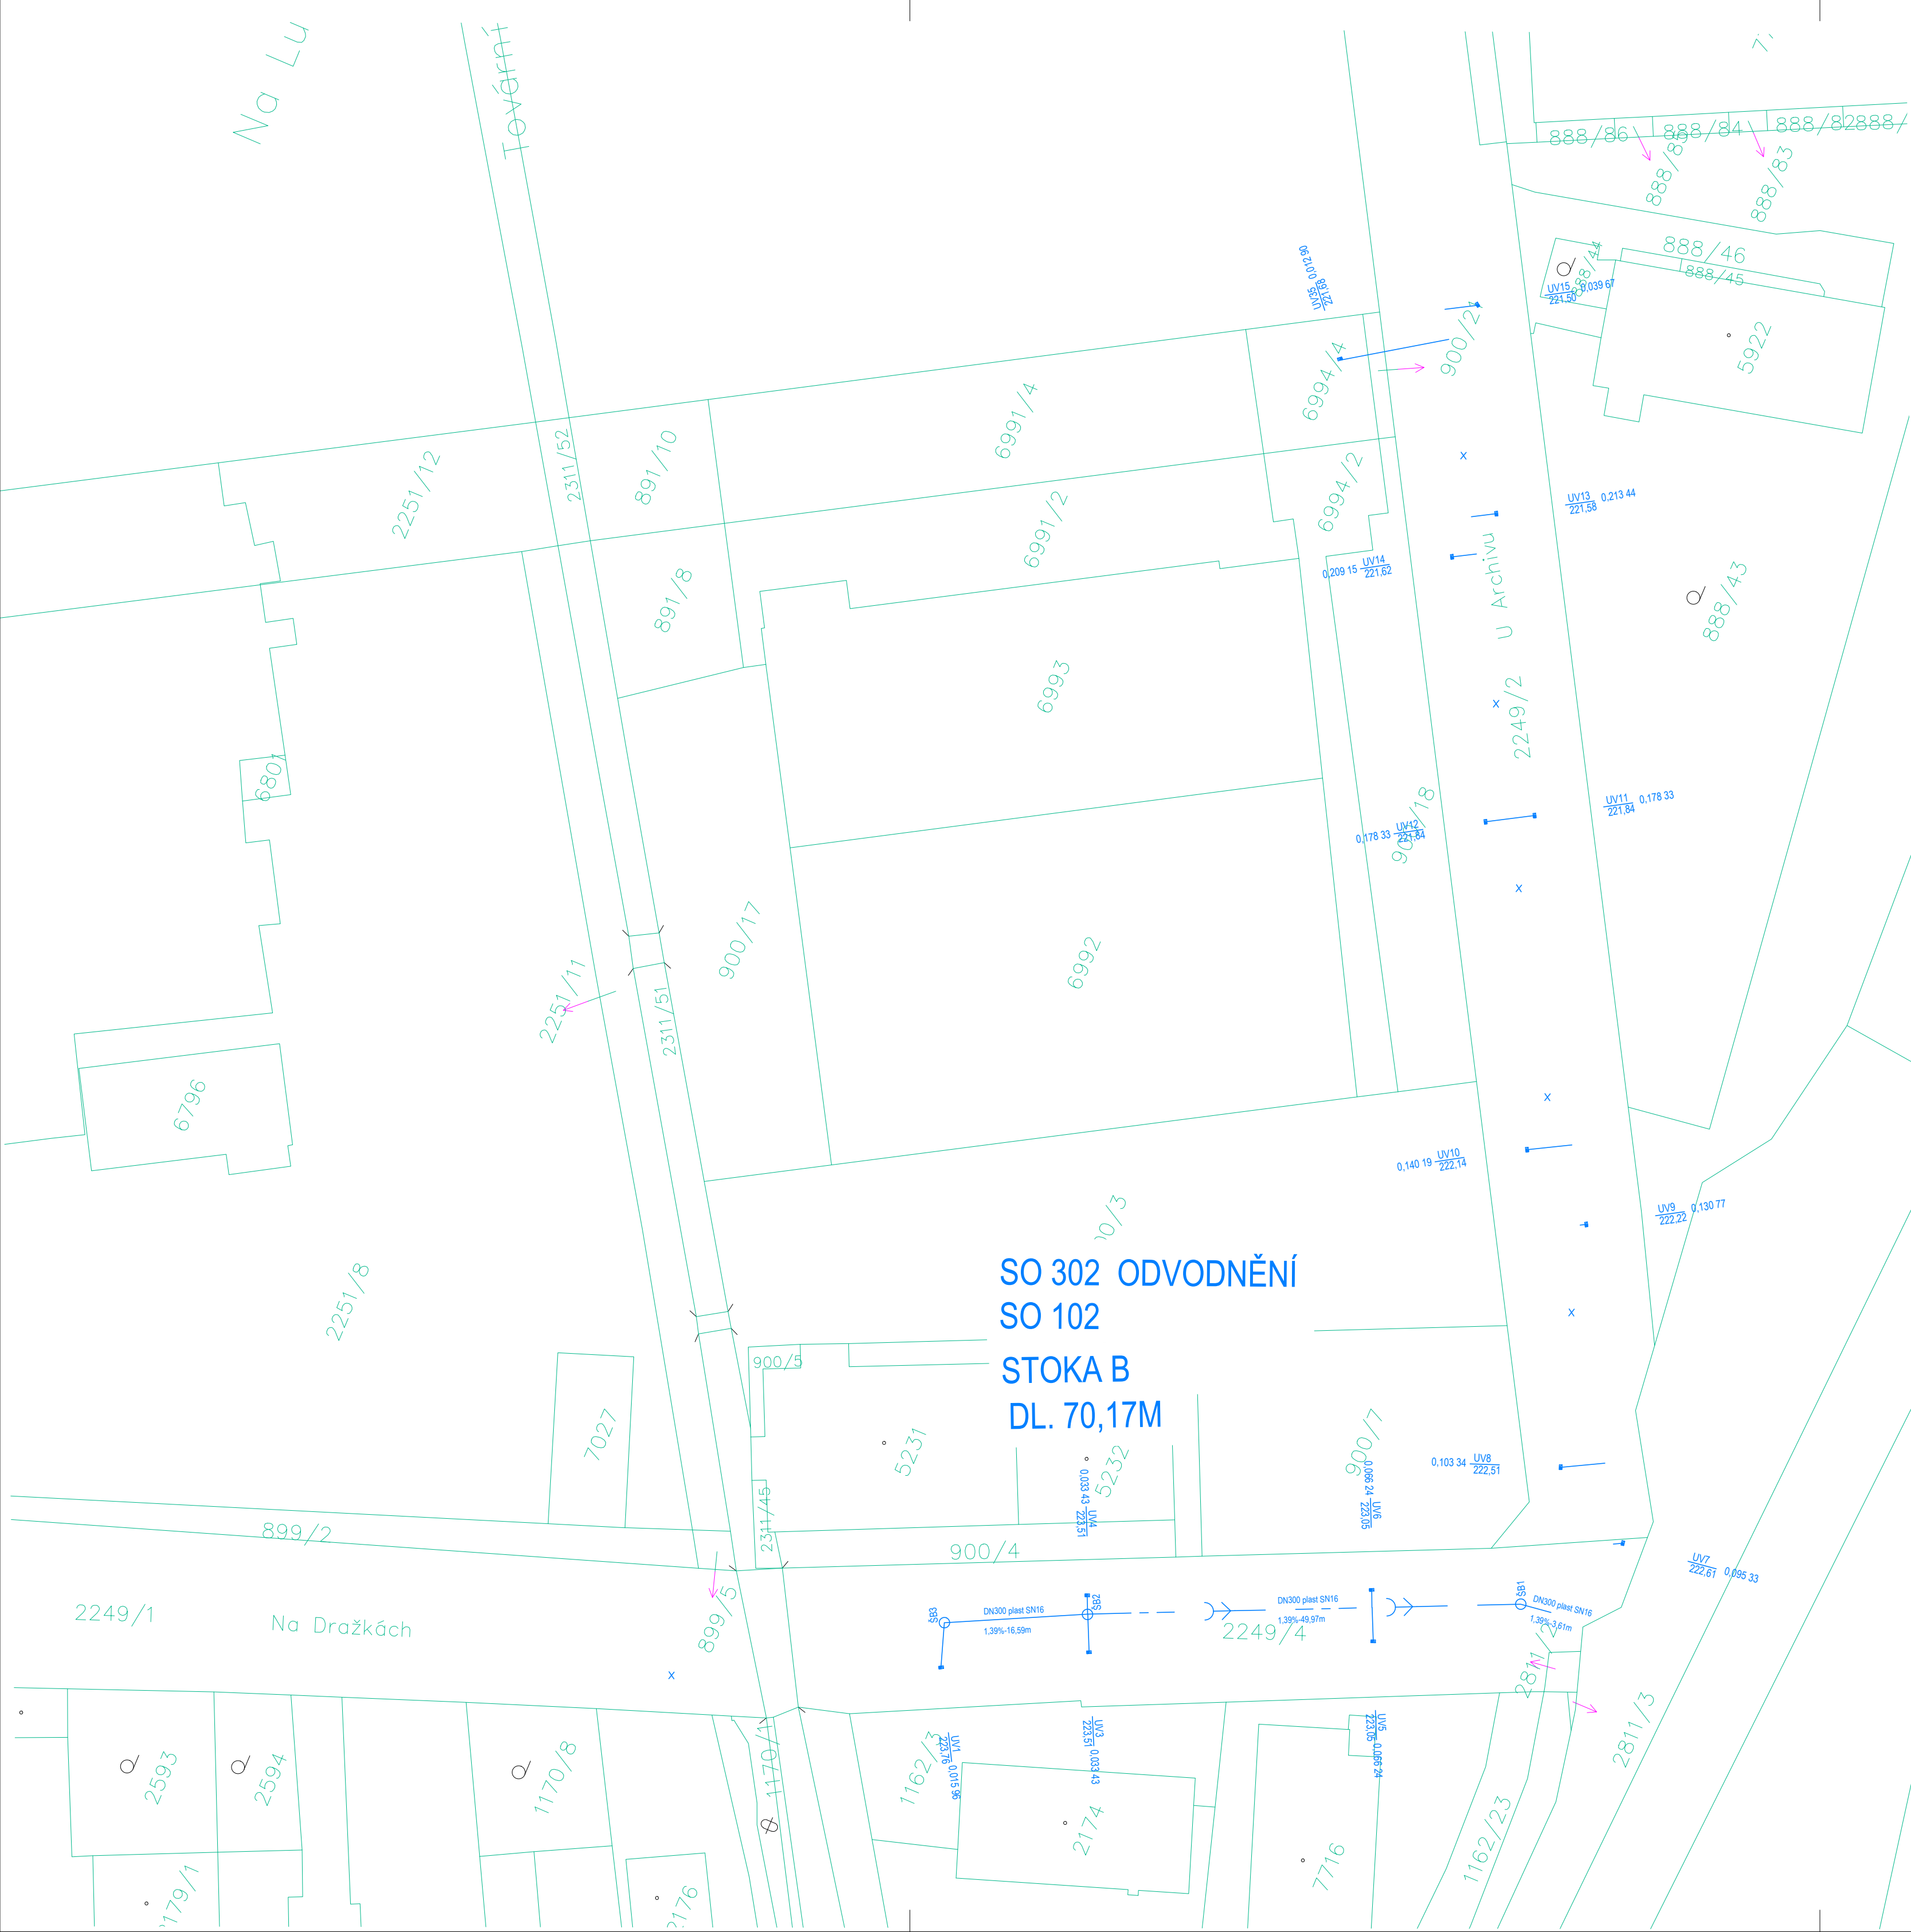 Na Lu
Tovární
888/86
888/84
888/82
888/
888/85
888/83
888/46
888/45
888/44
UV35 0,012 90
221,68
UV15 0,039 67
221,50
5922
900/21
6994/4
6991/4
891/10
2311/52
2251/12
6994/2
6991/2
UV13 0,213 44
221,58
0,209 15 UV14
221,62
U Archivu
888/43
891/8
6993
2249/2
6801
UV11 0,178 33
221,84
0,178 33 UV12
221,84
900/18
900/17
6992
2251/11
2311/51
6796
0,140 19 UV10
222,14
UV9 0,130 77
222,22
SO 302 ODVODNĚNÍ
SO 102
STOKA B
DL. 70,17M
2251/8
900/5
7027
5231
5232
900/7
0,103 34 UV8
222,51
0,033 43 UV4
223,51
0,066 24 UV6
223,05
2311/45
899/2
900/4
UV7 0,095 33
222,61
2249/1
Na Dražkách
899/5
ŠB3
DN300 plast SN16
1,39%-16,59m
ŠB2
DN300 plast SN16
1,39%-49,97m
2249/4
ŠB1
DN300 plast SN16
1,39%-3,61m
2811/2
2811/3
UV1 0,015 96
223,76
UV3 0,033 43
223,51
UV5 0,066 24
223,05
2593
2594
1170/8
1170/1
1162/3
2174
7716
1162/23
2179/1
2176